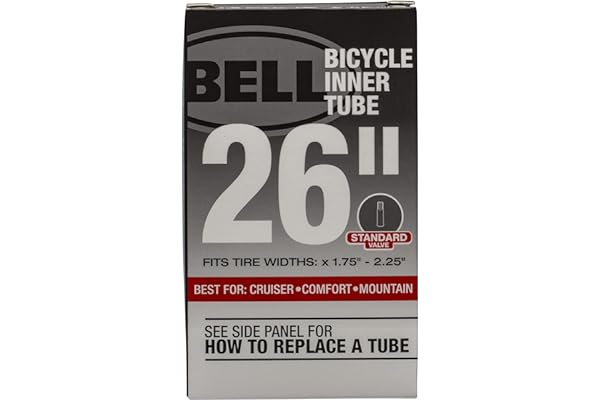 BELL
BICYCLE
INNER
TUBE
26"
STANDARD
VALVE
FITS TIRE WIDTHS: x 1.75" - 2.25"
BEST FOR: CRUISER•COMFORT•MOUNTAIN
SEE SIDE PANEL FOR
HOW TO REPLACE A TUBE